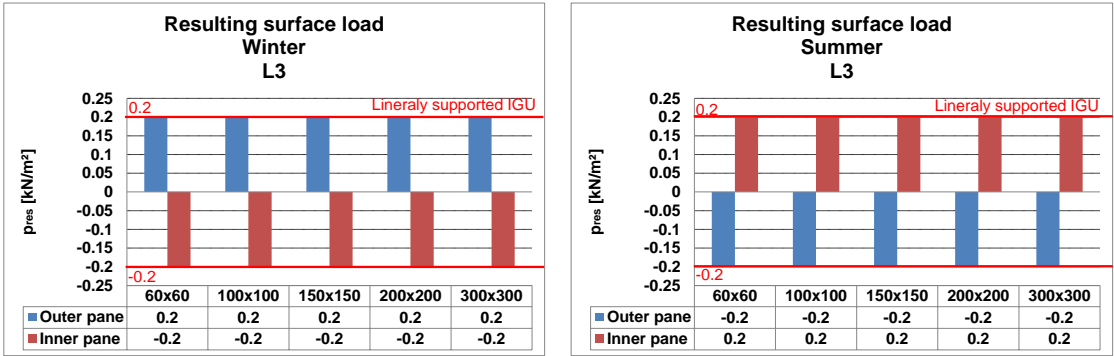 Resulting surface load
Winter
L3
0.25
0.2
0.15
0.1
0.05
0
-0.05
-0.1
-0.15
-0.2
-0.25
pres [kN/m²]
0.2
Lineraly supported IGU
-0.2
60x60 100x100 150x150 200x200 300x300
Outer pane 0.2 0.2 0.2 0.2 0.2
Inner pane -0.2 -0.2 -0.2 -0.2 -0.2
Resulting surface load
Summer
L3
0.25
0.2
0.15
0.1
0.05
0
-0.05
-0.1
-0.15
-0.2
-0.25
pres [kN/m²]
0.2
Lineraly supported IGU
-0.2
60x60 100x100 150x150 200x200 300x300
Outer pane -0.2 -0.2 -0.2 -0.2 -0.2
Inner pane 0.2 0.2 0.2 0.2 0.2